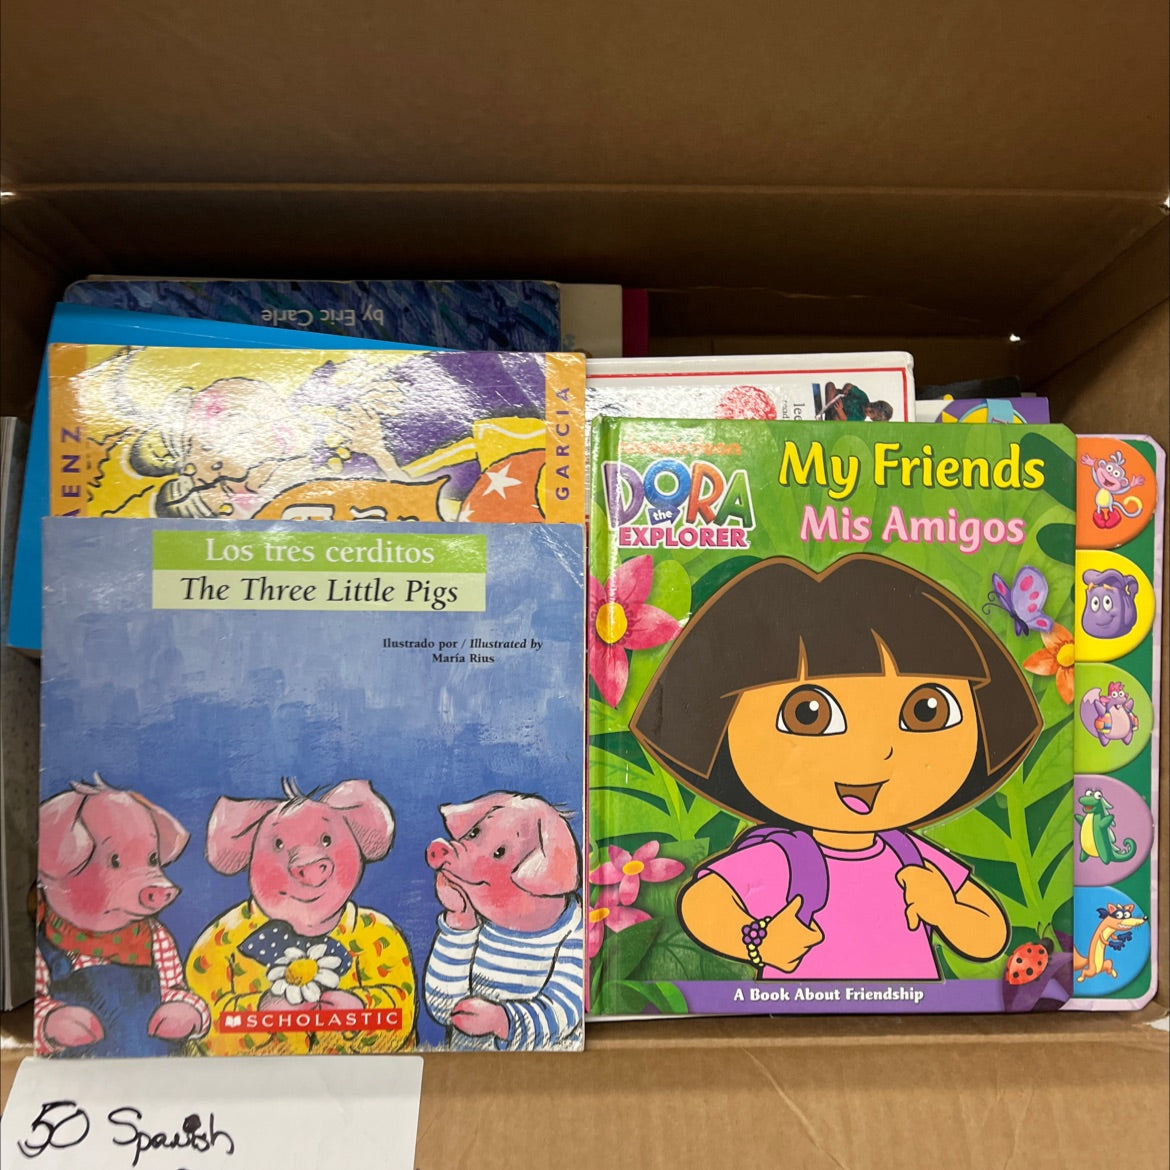 by Eric Carle
ENZ
GARCIA
Los tres cerditos
The Three Little Pigs
Ilustrado por / Illustrated by
María Rius
SCHOLASTIC
DORA
the
EXPLORER
My Friends
Mis Amigos
A Book About Friendship
50 Spanish